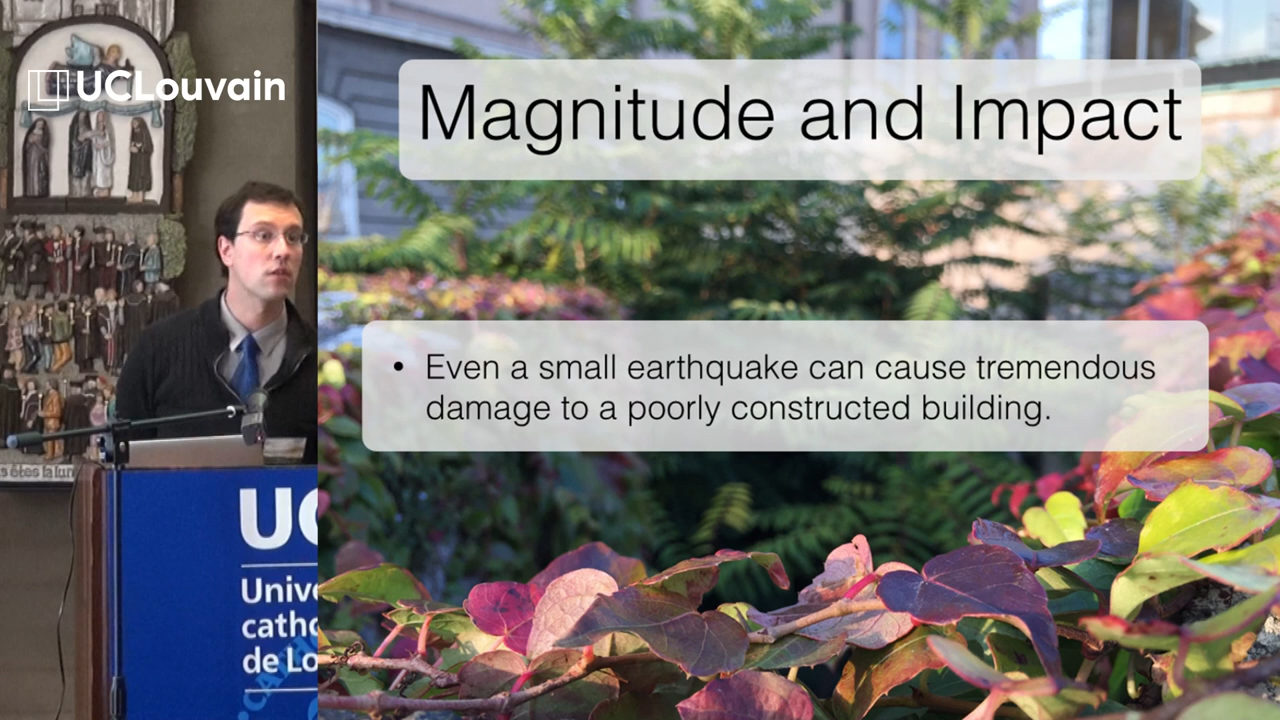 UCLouvain
Magnitude and Impact
• Even a small earthquake can cause tremendous
damage to a poorly constructed building.
UC
Unive
catho
de Lo